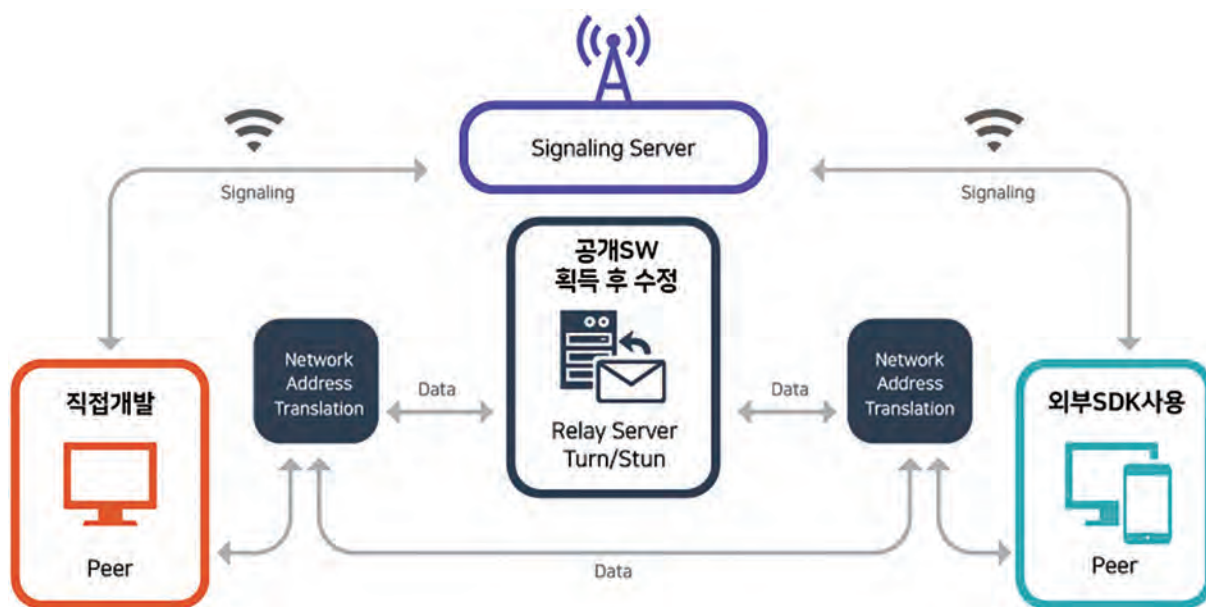 Signaling Server
Signaling
Signaling
공개SW
획득 후 수정
Relay Server
Turn/Stun
Network
Address
Translation
Data
Data
Network
Address
Translation
직접개발
Peer
외부SDK사용
Peer
Data